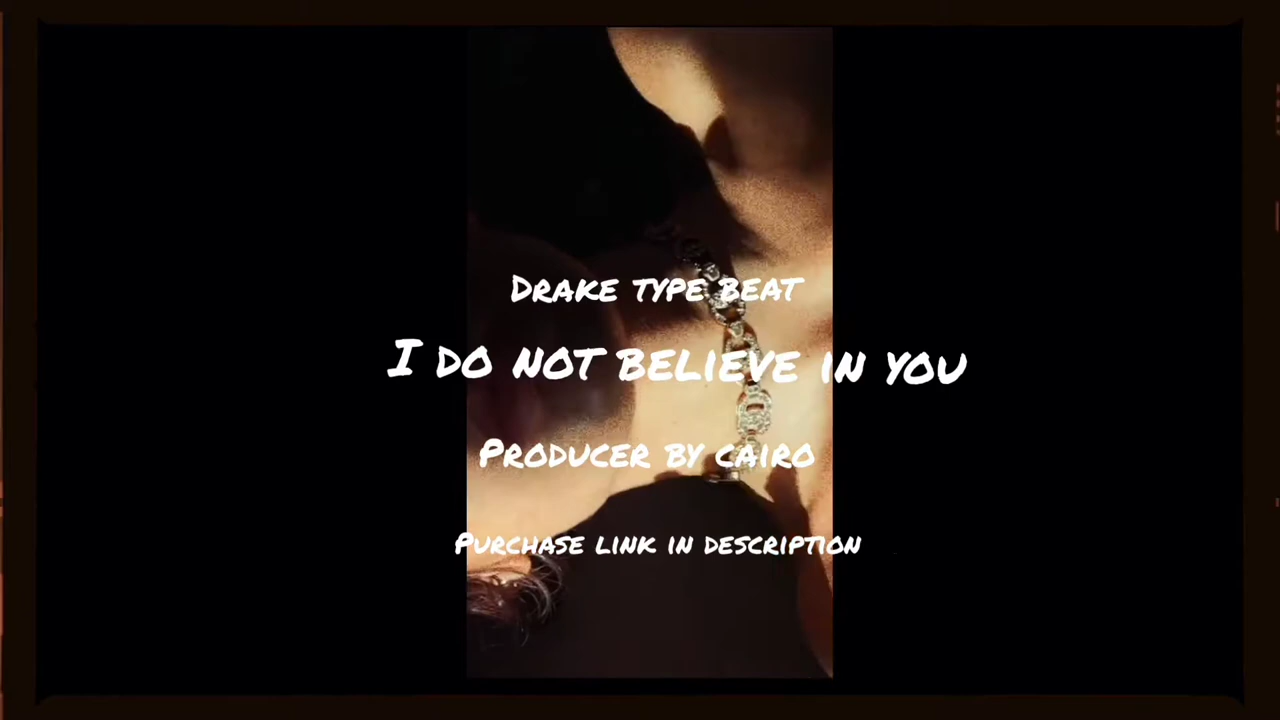 Drake type beat
I do not believe in you
Producer by cairo
Purchase link in description